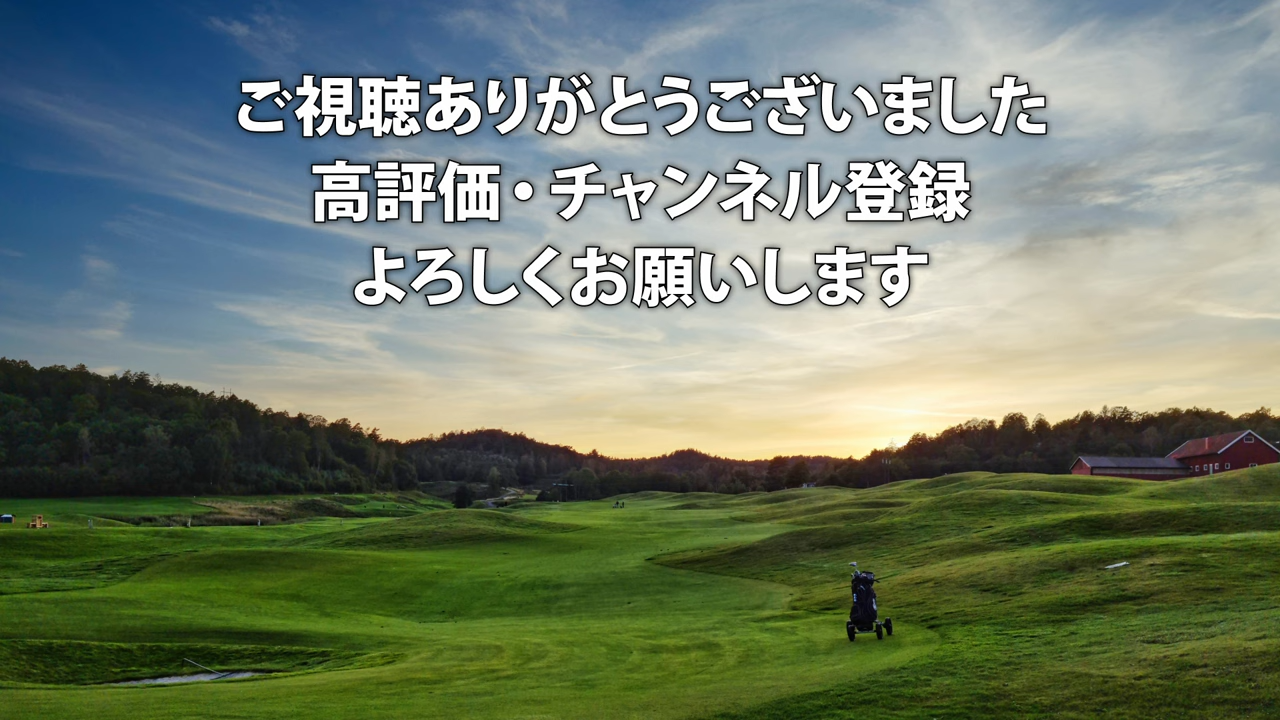 ご視聴ありがとうございました
高評価・チャンネル登録
よろしくお願いします